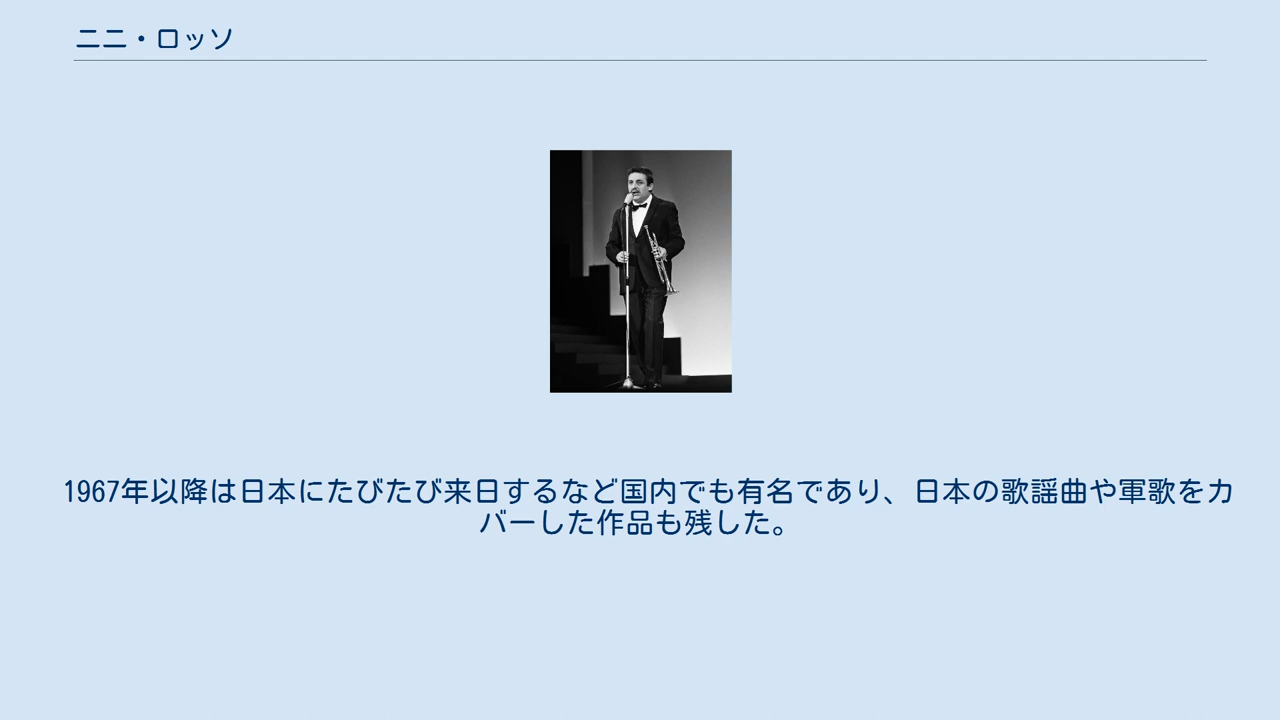 ニニ・ロッソ
1967年以降は日本にたびたび来日するなど国内でも有名であり、日本の歌謡曲や軍歌をカ
バーした作品も残した。